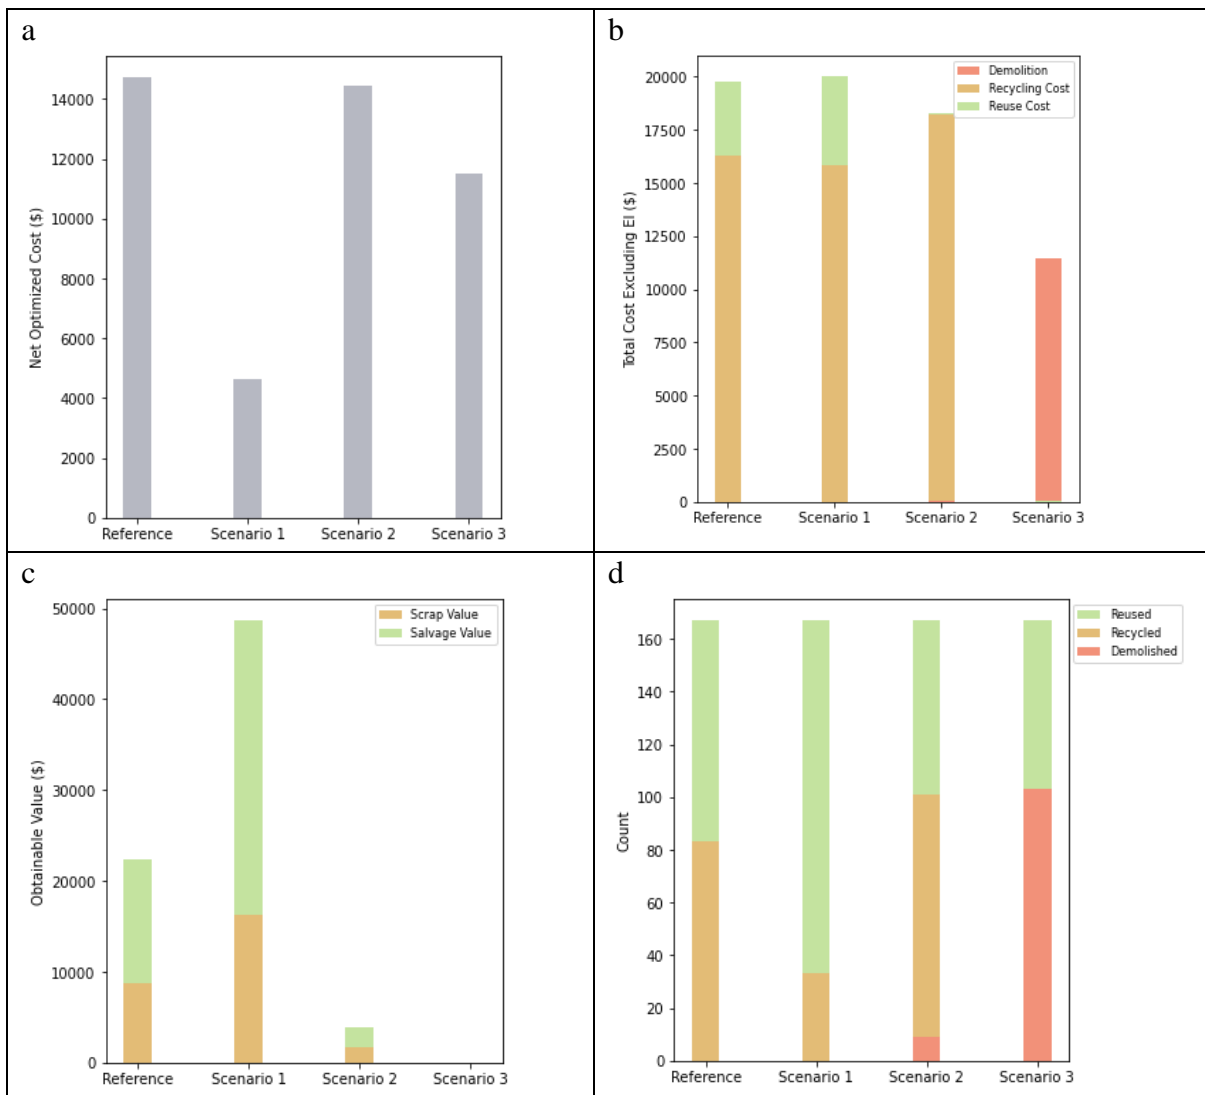 a
Net Optimized Cost ($)
14000
12000
10000
8000
6000
4000
2000
0
Reference Scenario 1 Scenario 2 Scenario 3
b
Total Cost Excluding EI ($)
20000
17500
15000
12500
10000
7500
5000
2500
0
Demolition
Recycling Cost
Reuse Cost
Reference Scenario 1 Scenario 2 Scenario 3
c
Obtainable Value ($)
50000
40000
30000
20000
10000
0
Scrap Value
Salvage Value
Reference Scenario 1 Scenario 2 Scenario 3
d
Count
160
140
120
100
80
60
40
20
0
Reused
Recycled
Demolished
Reference Scenario 1 Scenario 2 Scenario 3